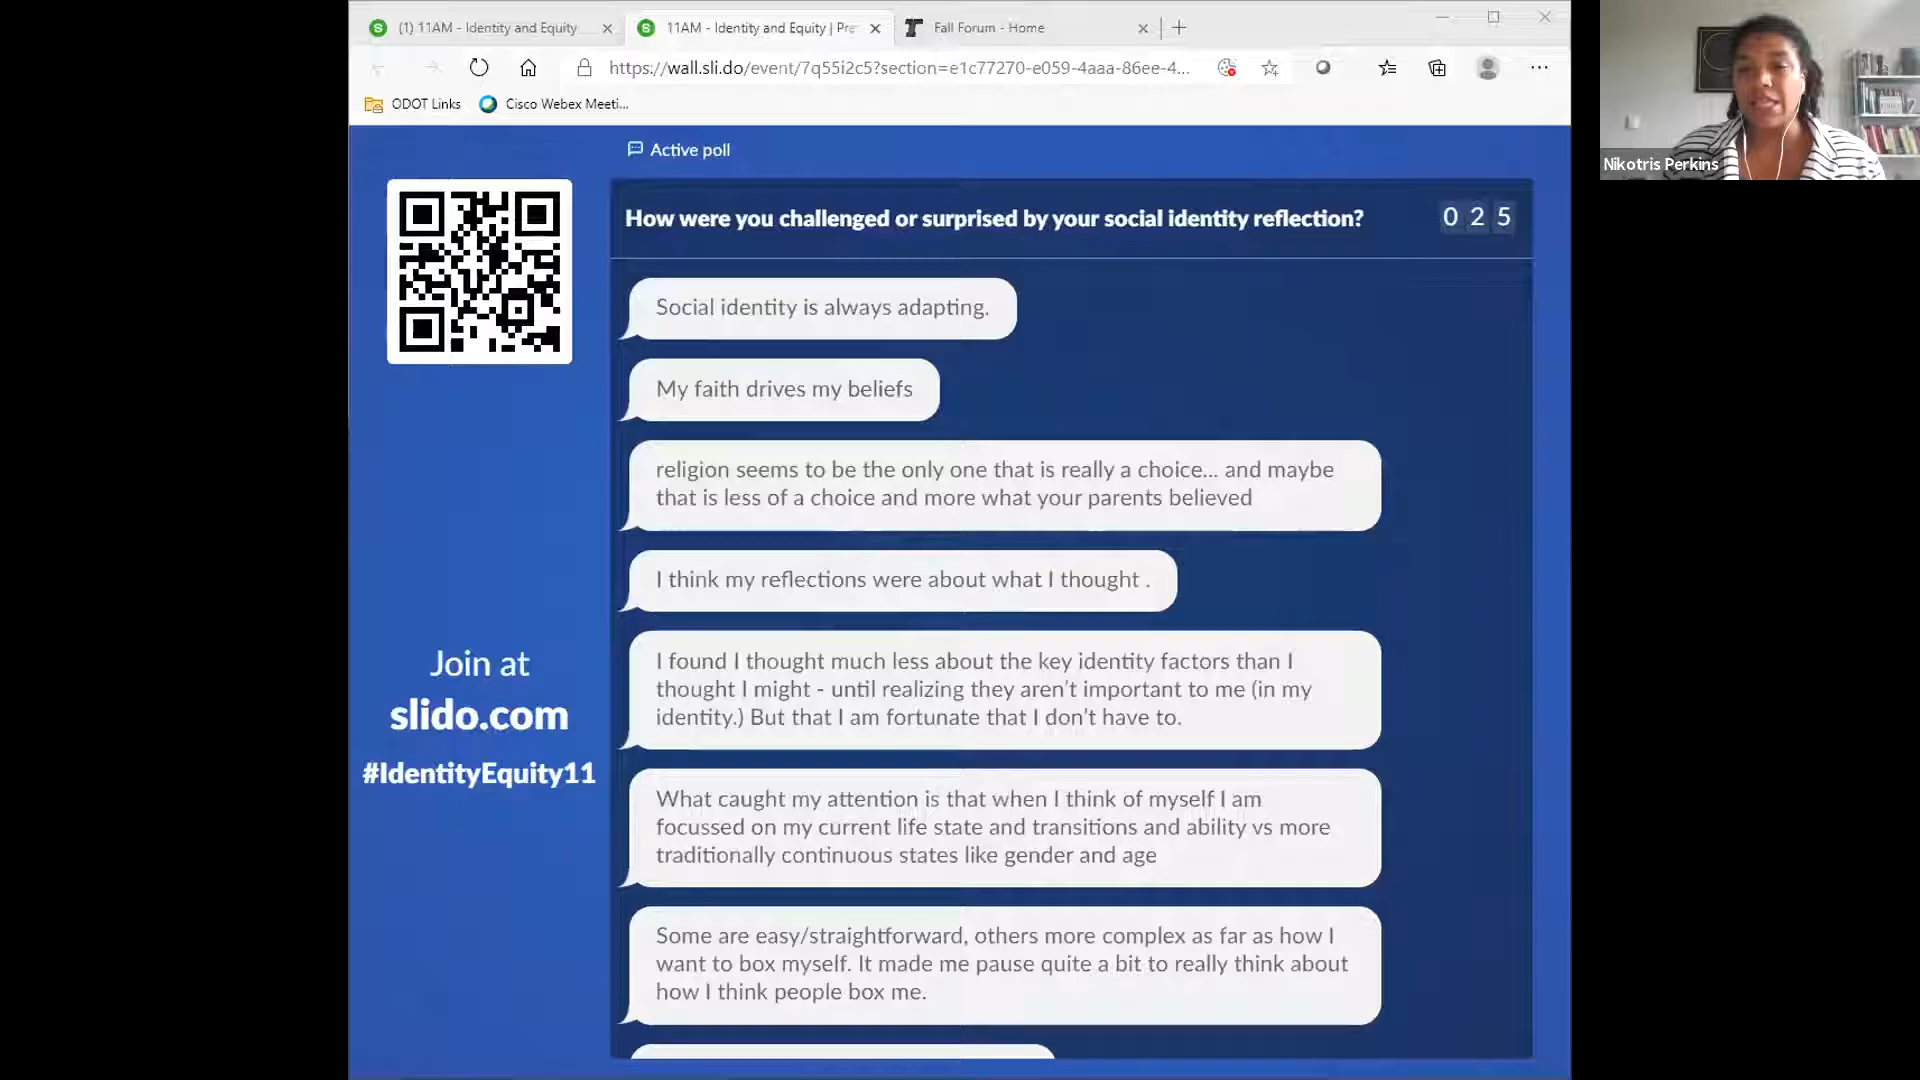 (1) 11AM - Identity and Equity
11AM - Identity and Equity | Pre
Fall Forum - Home
https://wall.sli.do/event/7q55i2c5?section=e1c77270-e059-4aaa-86ee-4...
ODOT Links
Cisco Webex Meeti...
Active poll
How were you challenged or surprised by your social identity reflection?
0 2 5
Social identity is always adapting.
My faith drives my beliefs
religion seems to be the only one that is really a choice... and maybe
that is less of a choice and more what your parents believed
I think my reflections were about what I thought .
I found I thought much less about the key identity factors than I
thought I might - until realizing they aren't important to me (in my
identity.) But that I am fortunate that I don't have to.
What caught my attention is that when I think of myself I am
focussed on my current life state and transitions and ability vs more
traditionally continuous states like gender and age
Some are easy/straightforward, others more complex as far as how I
want to box myself. It made me pause quite a bit to really think about
how I think people box me.
Join at
slido.com
#IdentityEquity11
Nikotris Perkins